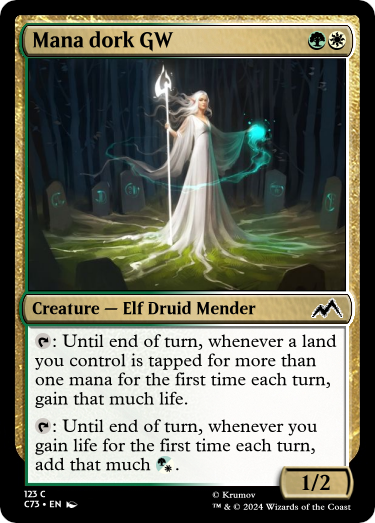 Mana dork GW
Creature — Elf Druid Mender
: Until end of turn, whenever a land
you control is tapped for more than
one mana for the first time each turn,
gain that much life.
: Until end of turn, whenever you
gain life for the first time each turn,
add that much .
1/2
123 C
C73 • EN
© Krumov
™ & © 2024 Wizards of the Coast